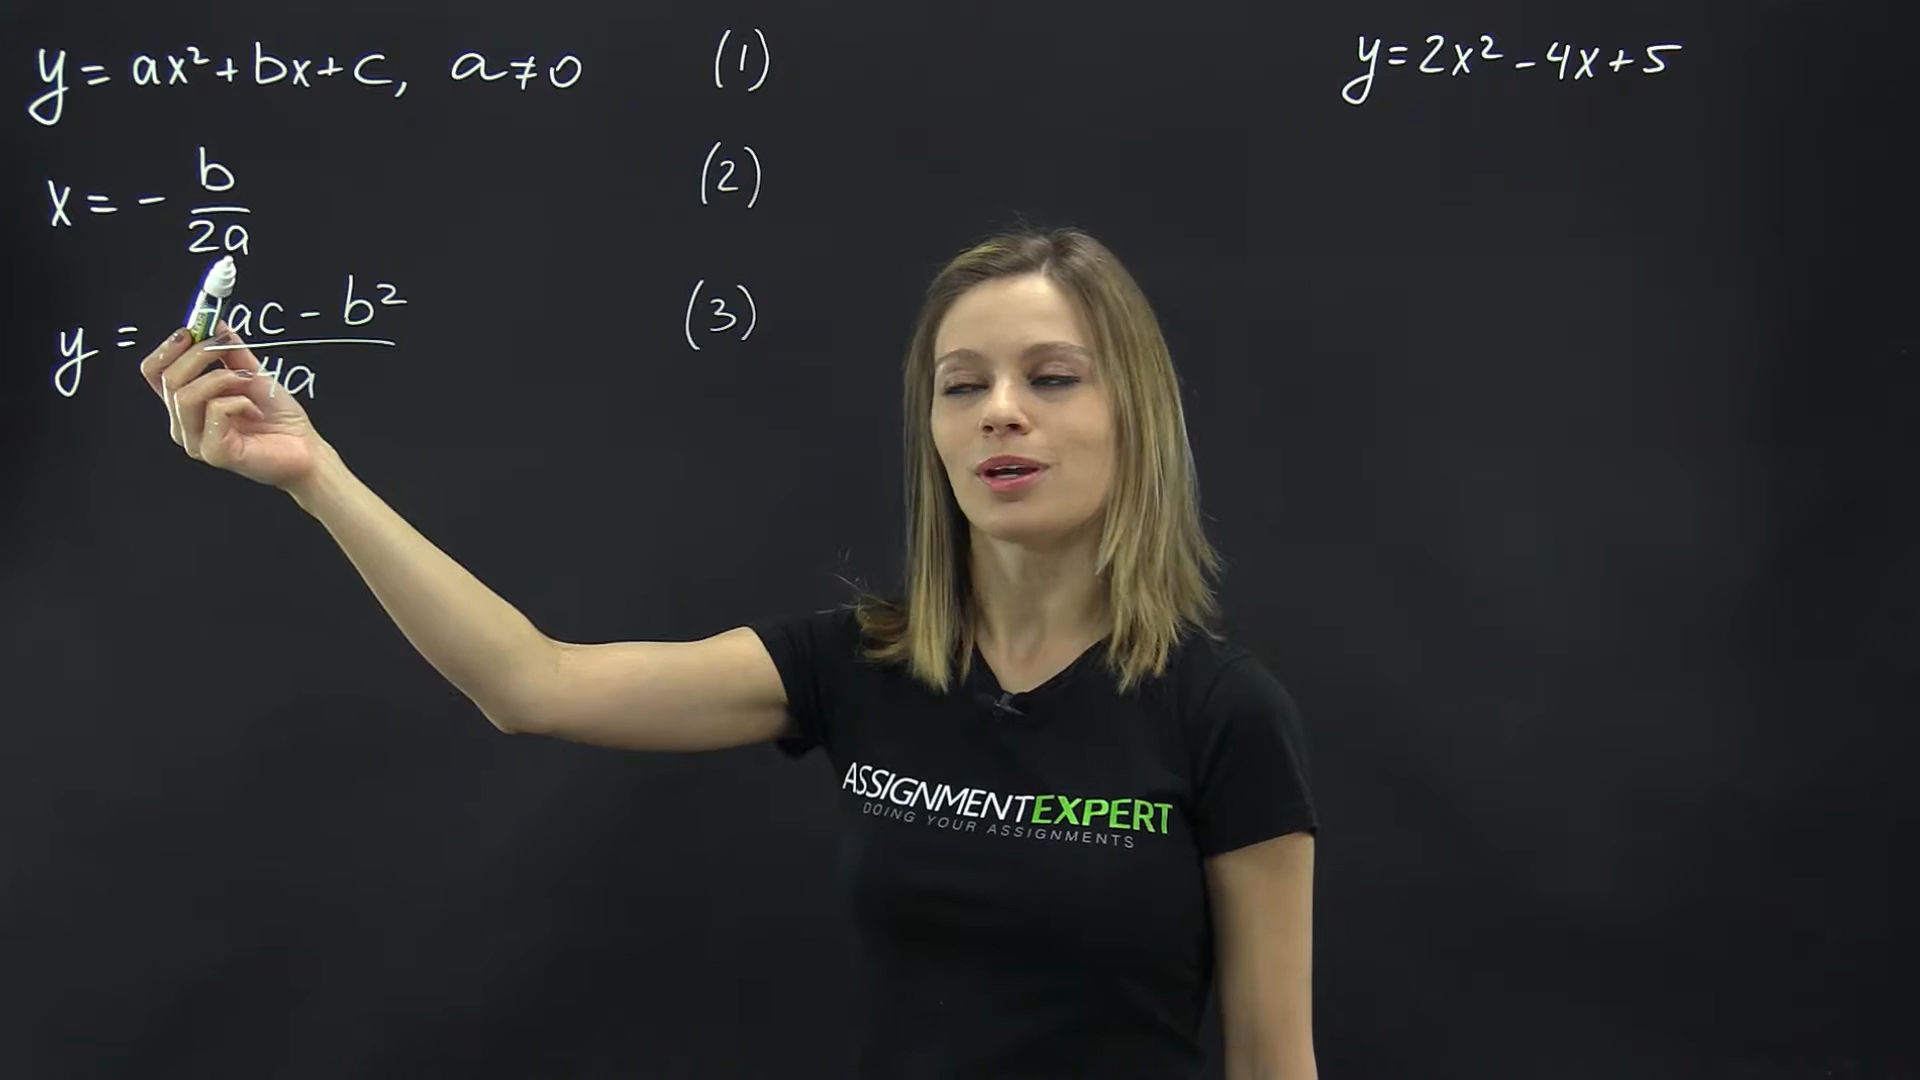 y = ax² + bx + c, a ≠ 0 (1)
y = 2x² - 4x + 5
x = - b/2a (2)
y = 4ac - b²/4a (3)
ASSIGNMENTEXPERT
DOING YOUR ASSIGNMENTS